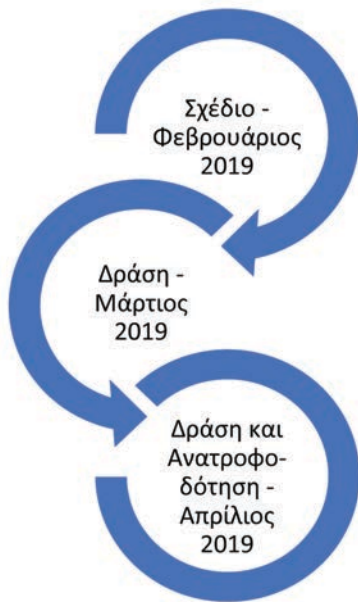 Σχέδιο -
Φεβρουάριος
2019
Δράση -
Μάρτιος
2019
Δράση και
Ανατροφο-
δότηση -
Απρίλιος
2019